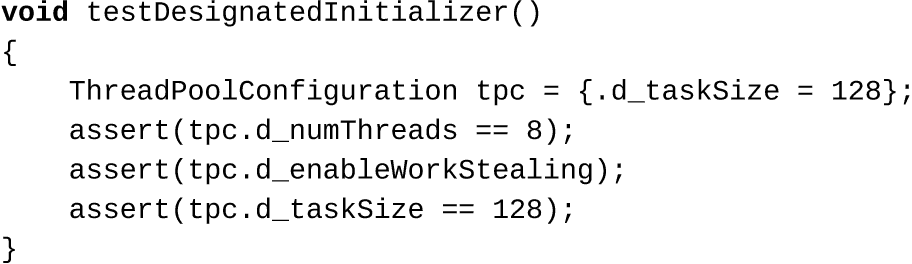 void testDesignatedInitializer()
{
    ThreadPoolConfiguration tpc = {.d_taskSize = 128};
    assert(tpc.d_numThreads == 8);
    assert(tpc.d_enableWorkStealing);
    assert(tpc.d_taskSize == 128);
}